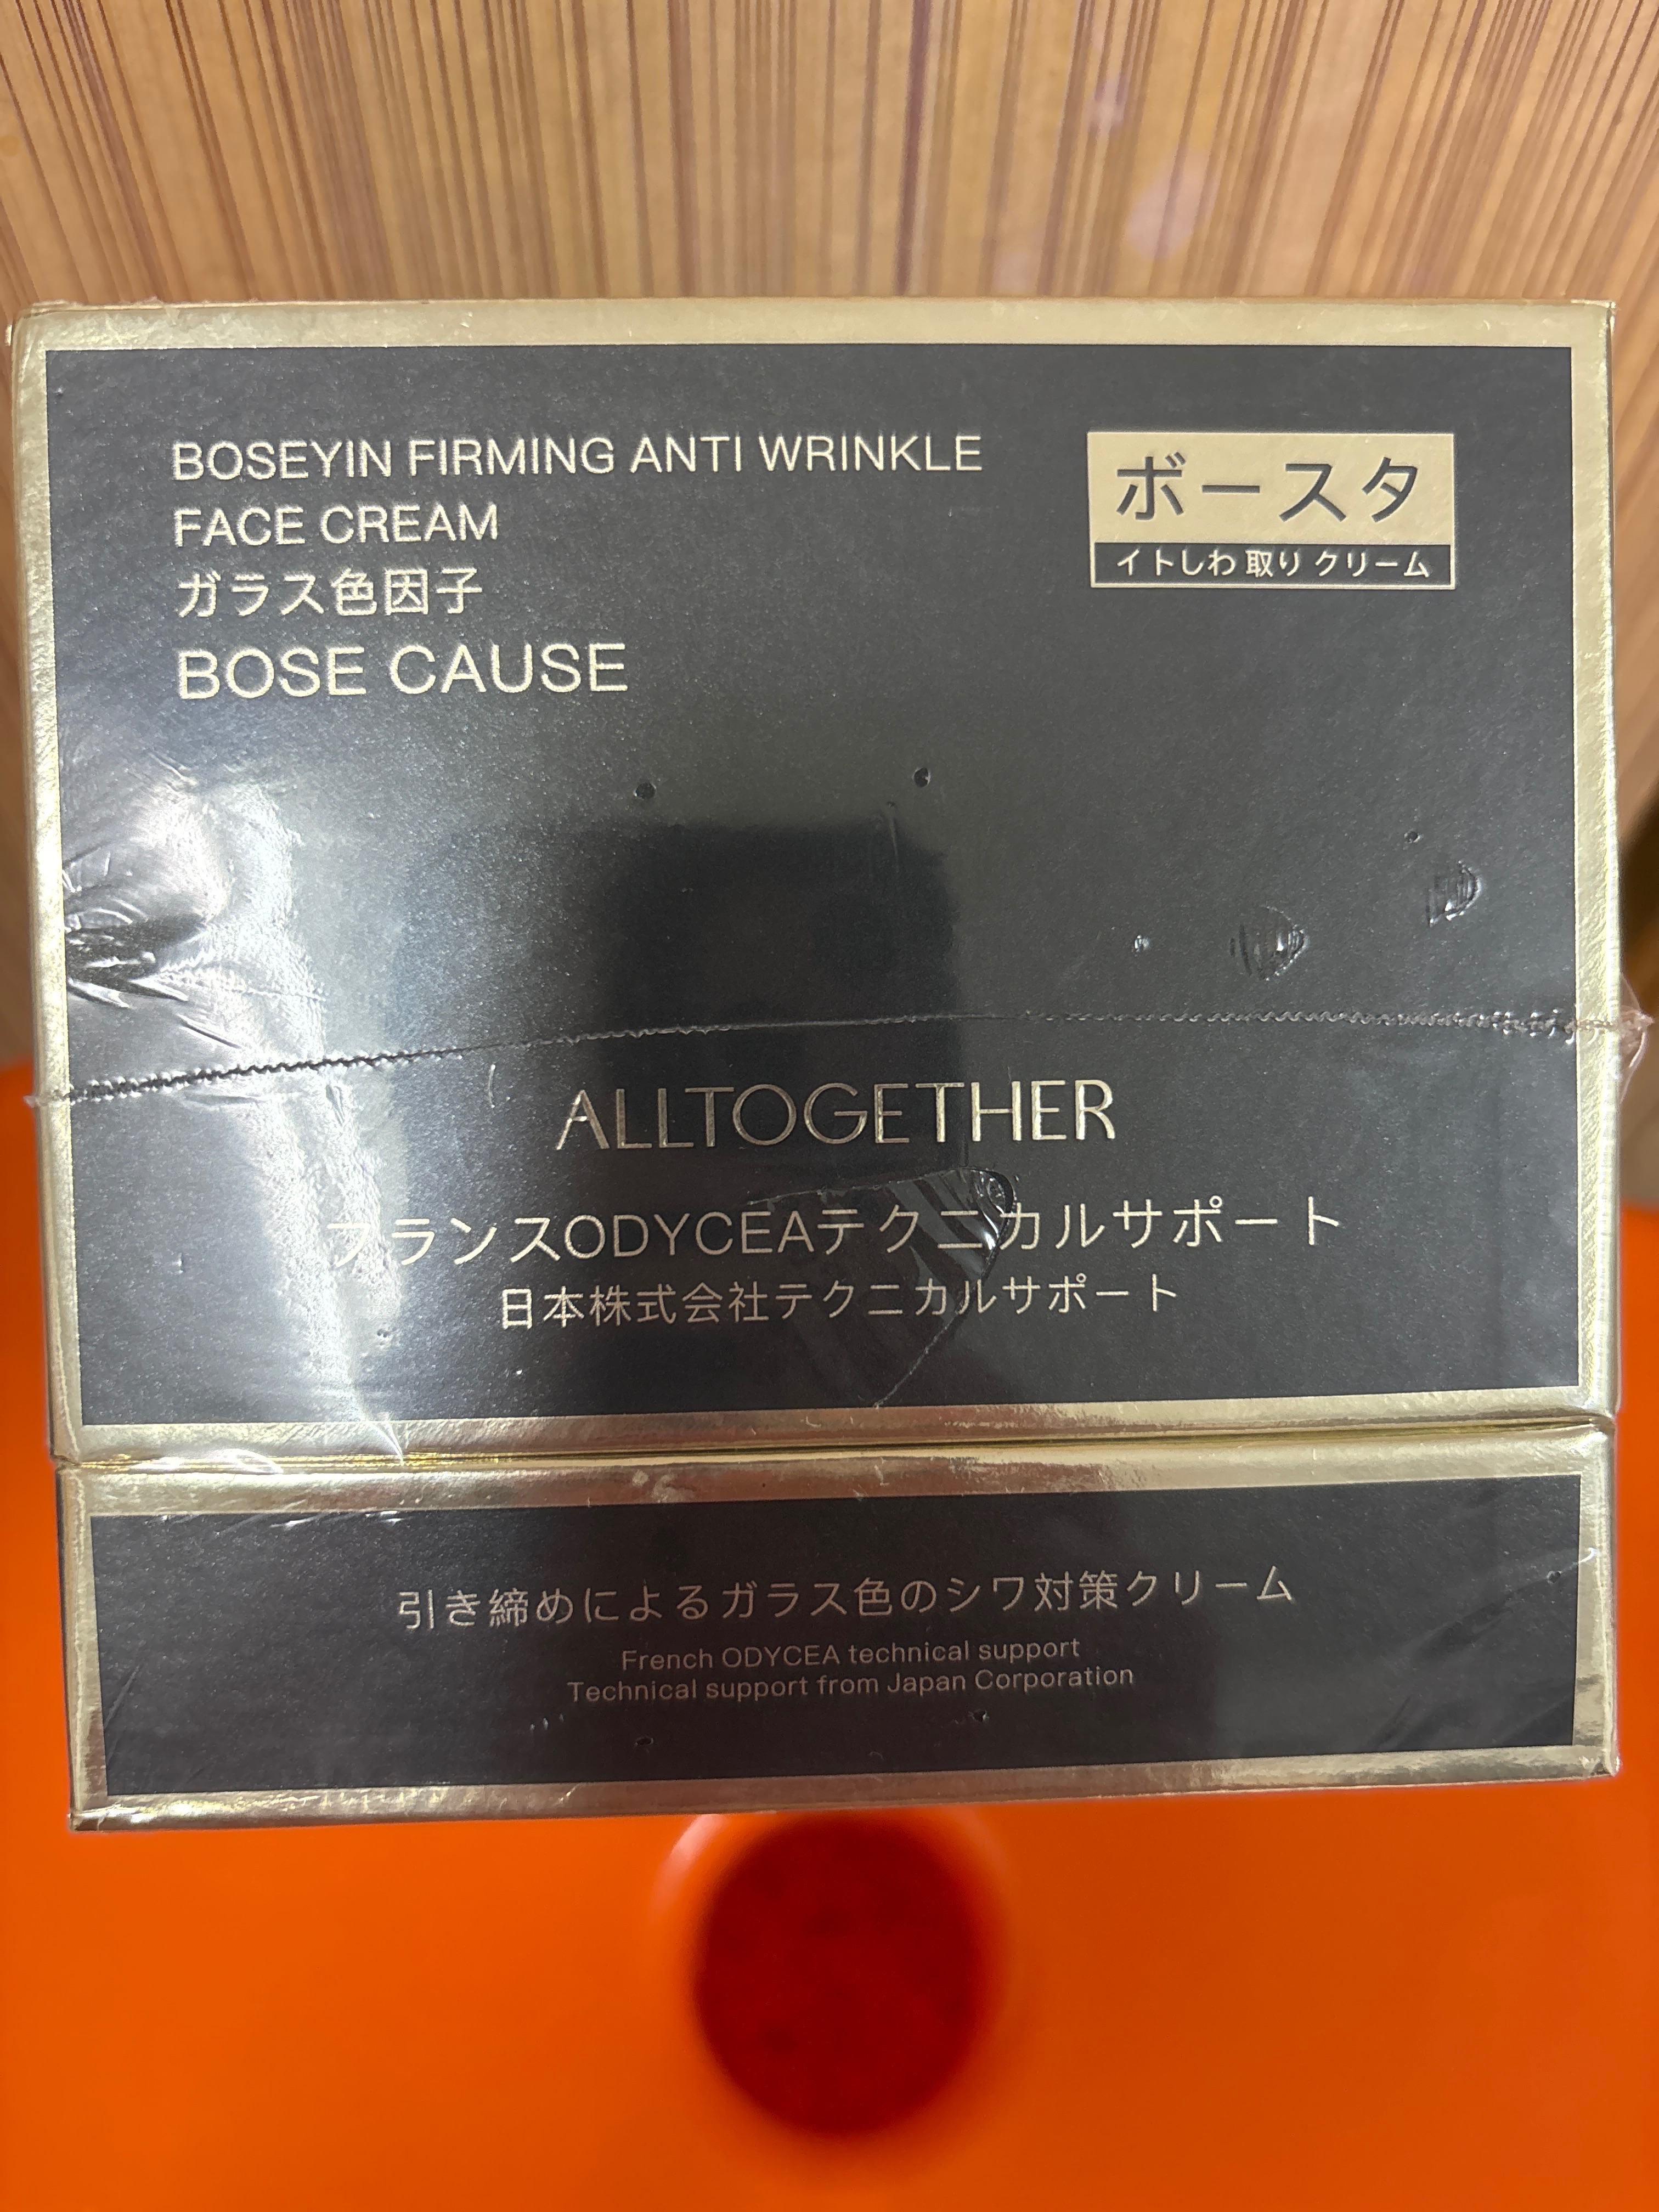 BOSEYIN FIRMING ANTI WRINKLE
FACE CREAM
ガラス色因子
BOSE CAUSE
ボースタ
イトしわ 取り クリーム
ALLTOGETHER
フランスODYCEAテクニカルサポート
日本株式会社テクニカルサポート
引き締めによるガラス色のシワ対策クリーム
French ODYCEA technical support
Technical support from Japan Corporation